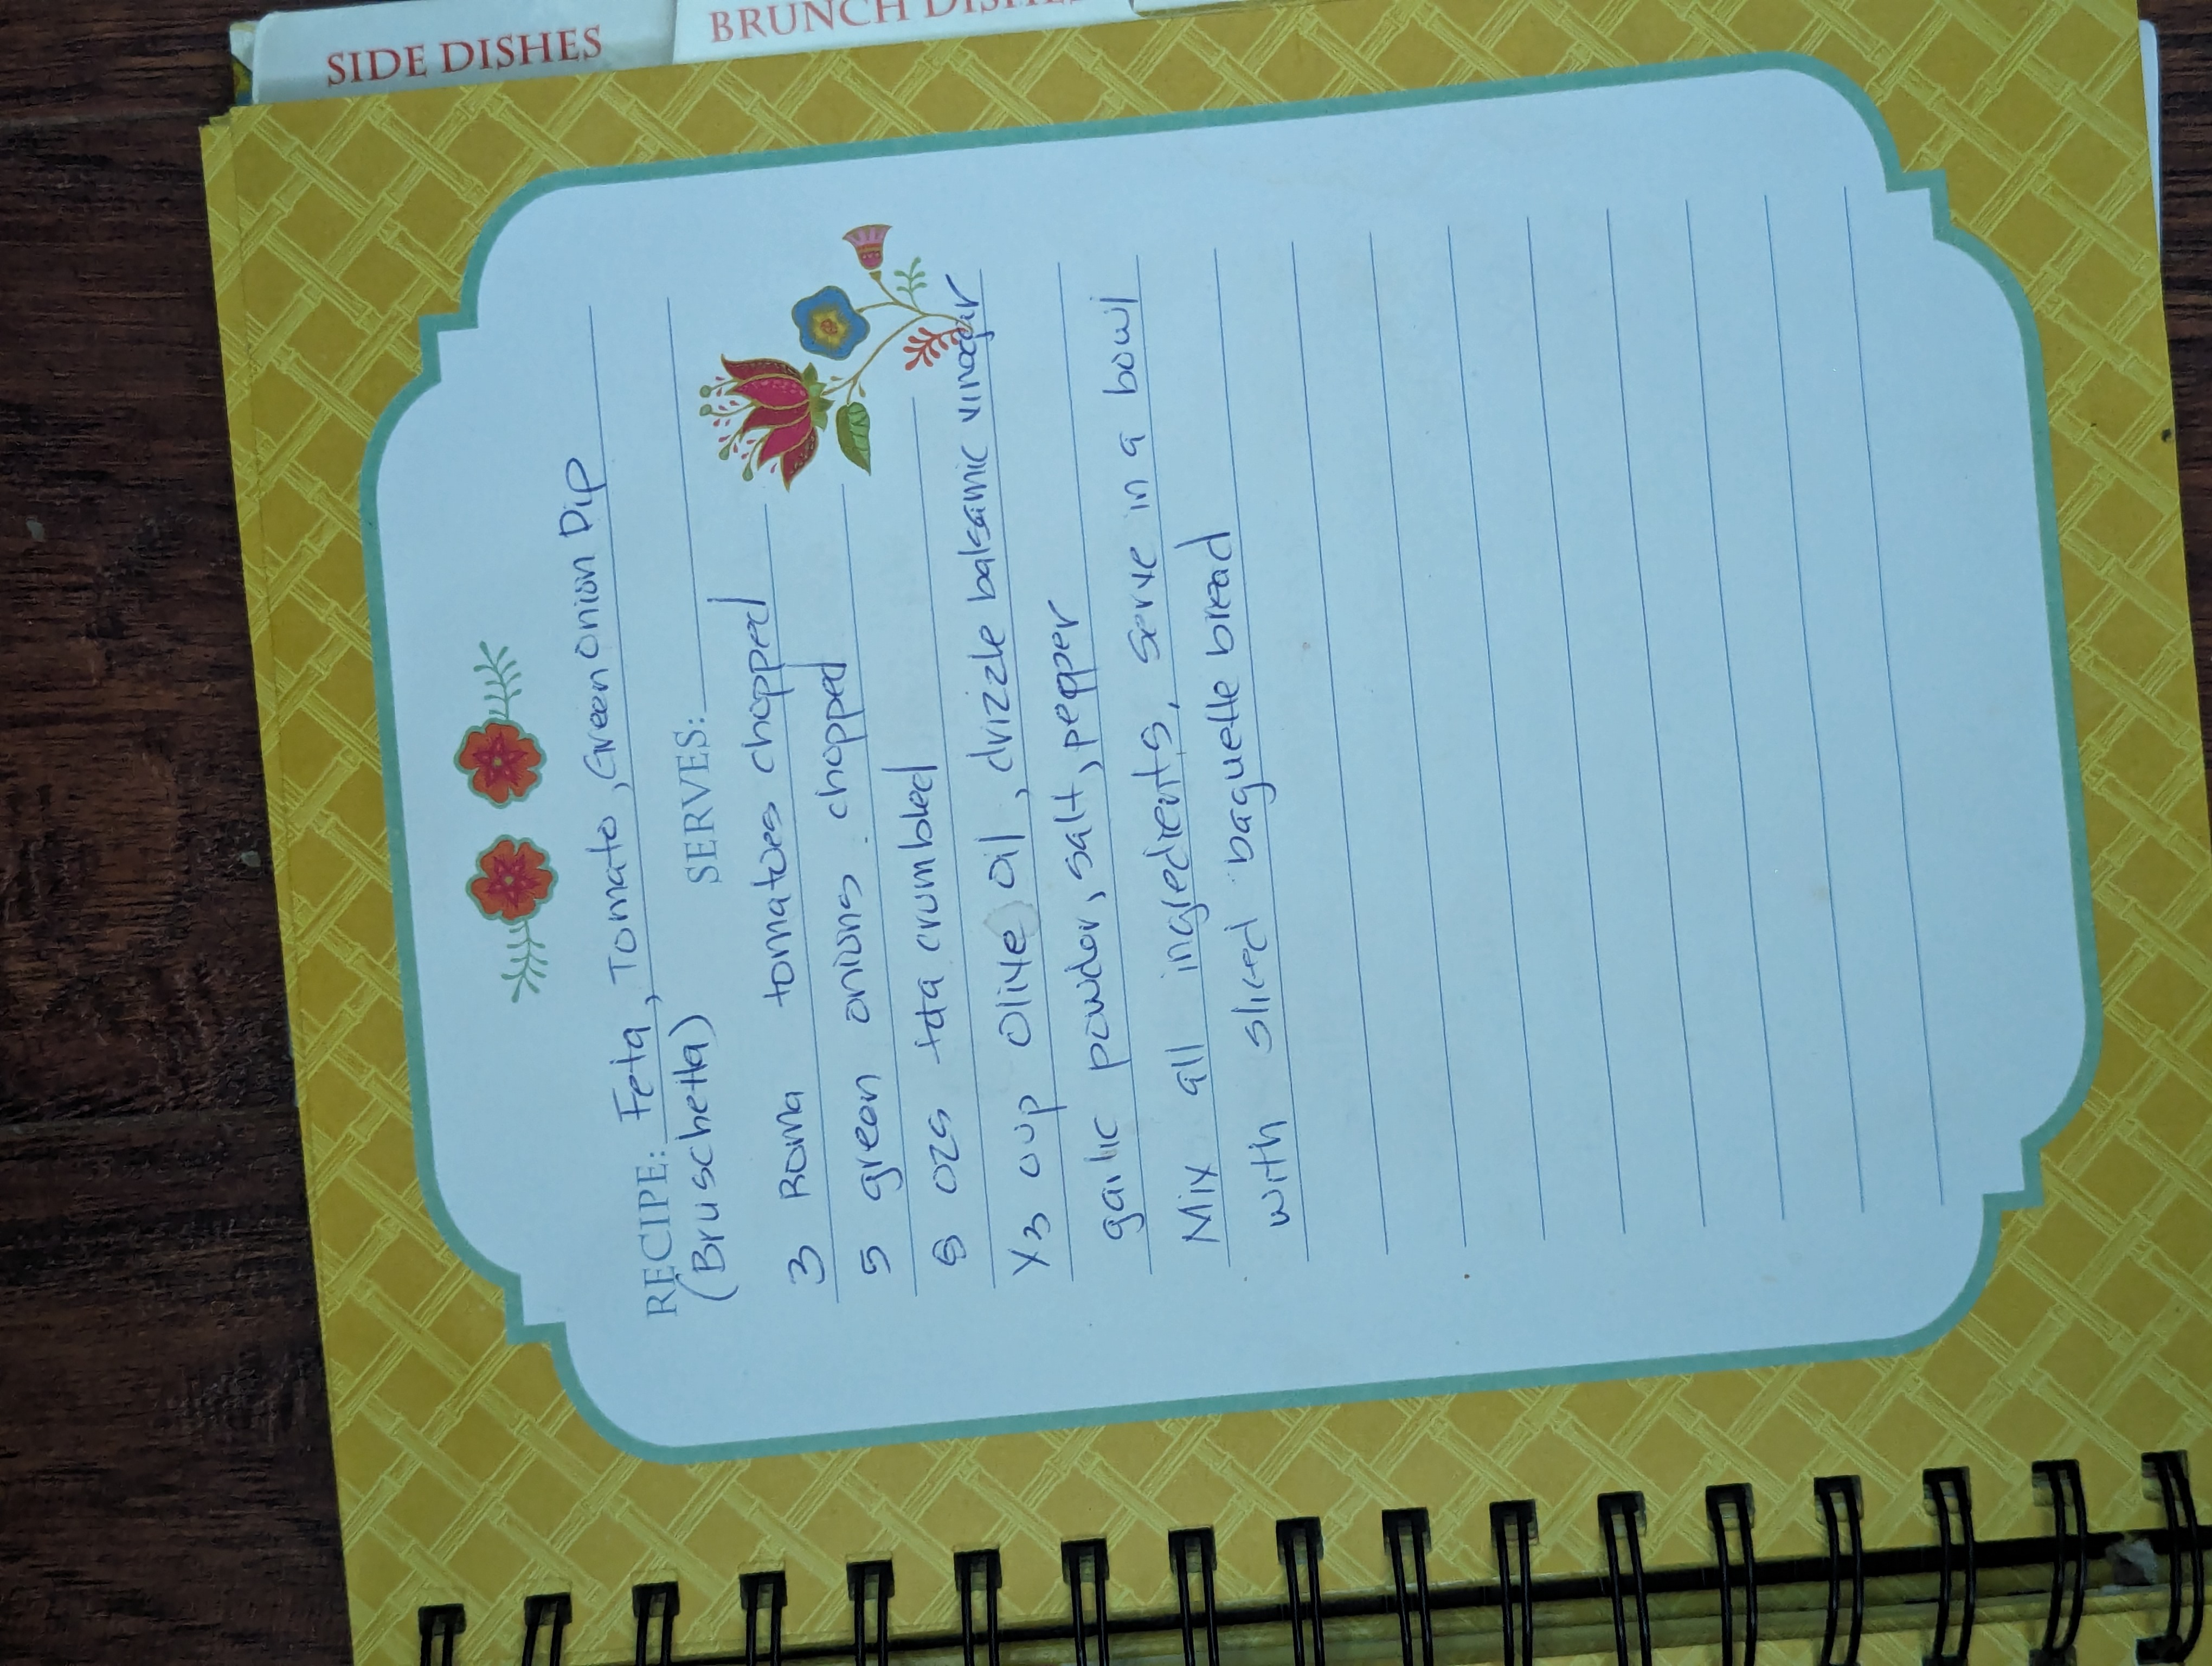 SIDE DISHES
BRUNCH DISHES
RECIPE: Feta, Tomato, Green Onion Dip
(Bruschetta)
SERVES:
3 Roma tomatoes chopped
5 green onions chopped
8 ozs feta crumbled
1/3 cup Olive oil, drizzle balsamic vinegar
garlic powder, salt, pepper
Mix all ingredients, serve in a bowl
with sliced baguette bread